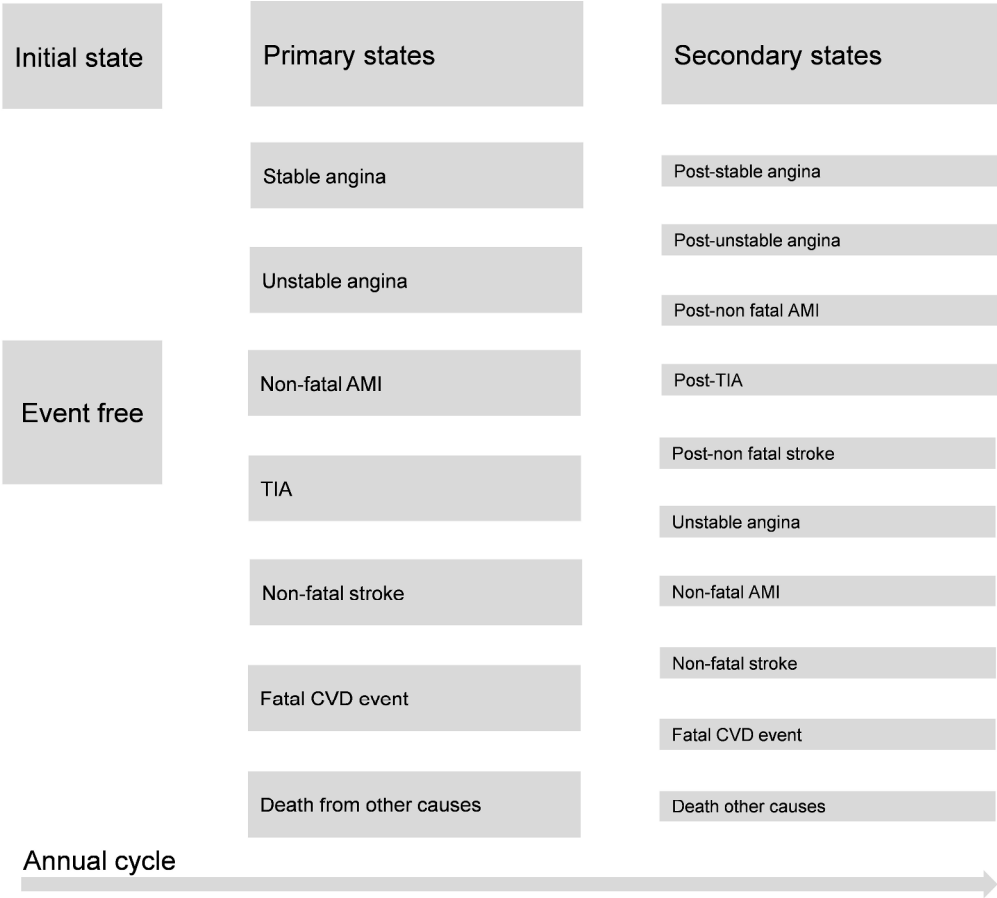 Initial state
Primary states
Secondary states
Event free
Stable angina
Unstable angina
Non-fatal AMI
TIA
Non-fatal stroke
Fatal CVD event
Death from other causes
Post-stable angina
Post-unstable angina
Post-non fatal AMI
Post-TIA
Post-non fatal stroke
Unstable angina
Non-fatal AMI
Non-fatal stroke
Fatal CVD event
Death other causes
Annual cycle